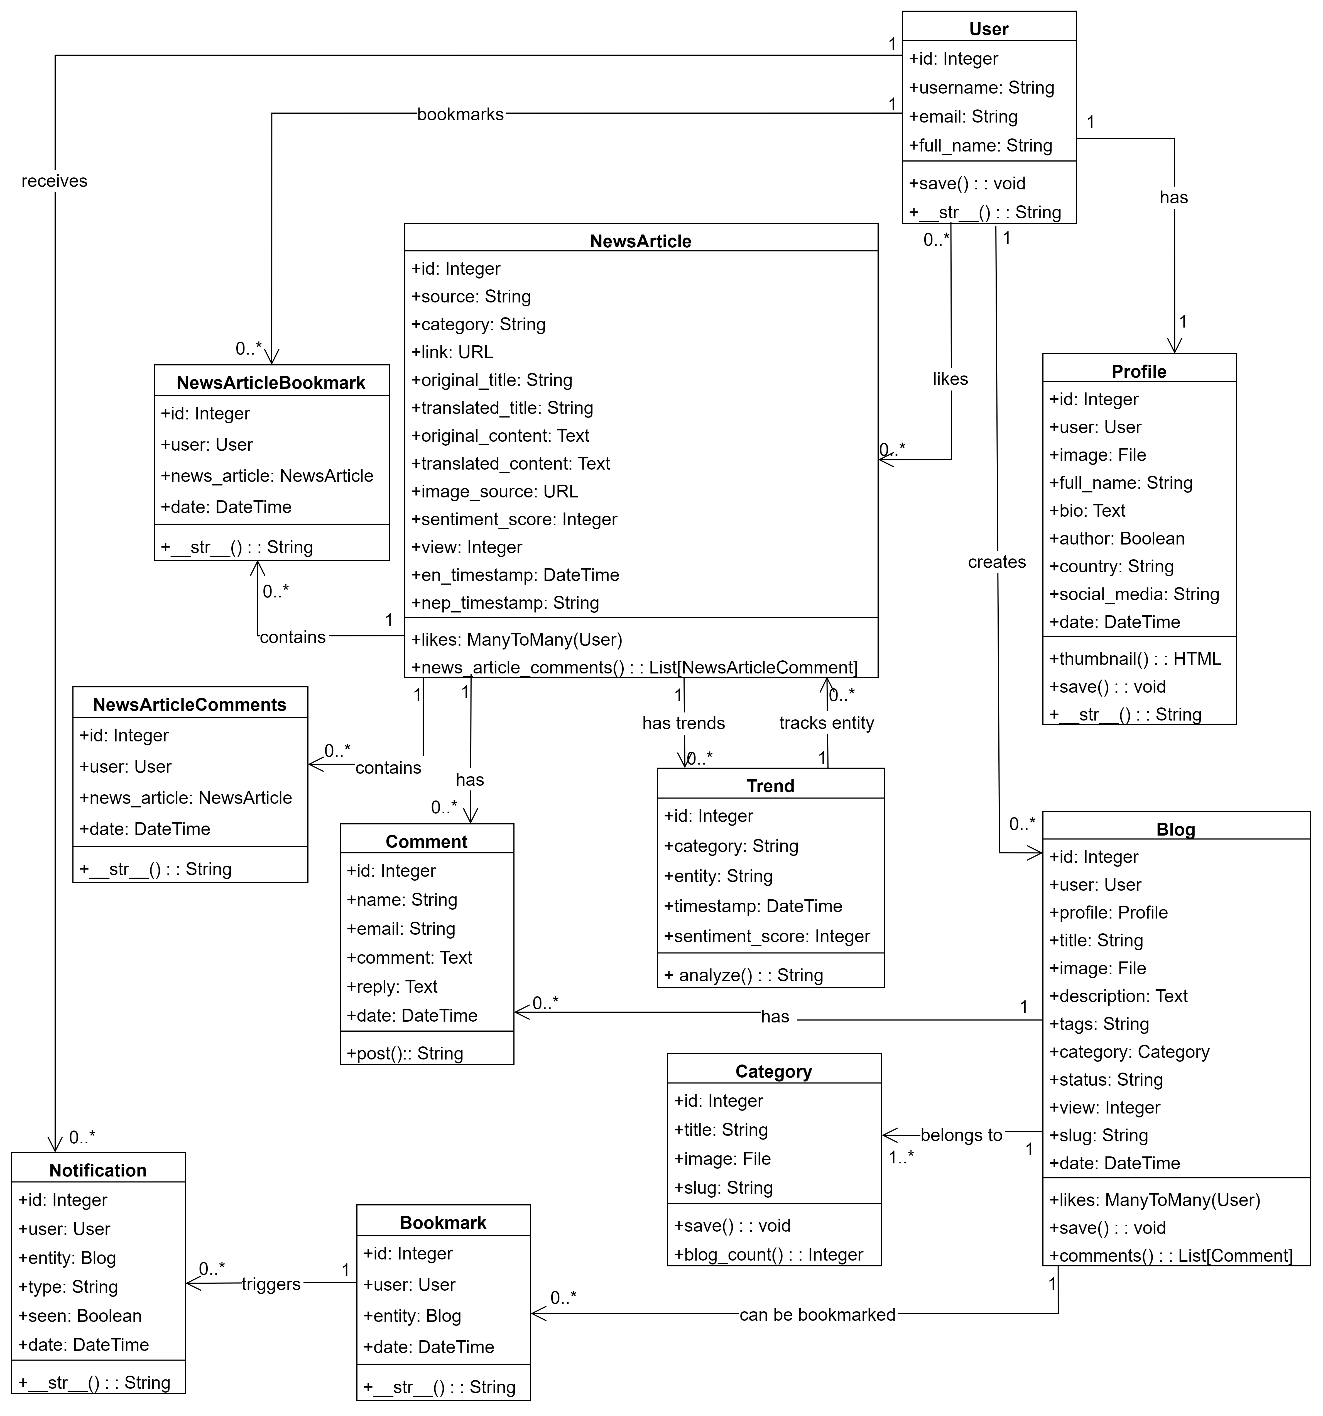 User
+id: Integer
+username: String
+email: String
+full_name: String
+save() : : void
+__str__() : : String
1
1
1
0..*
1
bookmarks
receives
has
1
likes
0..*
creates
0..*
NewsArticle
+id: Integer
+source: String
+category: String
+link: URL
+original_title: String
+translated_title: String
+original_content: Text
+translated_content: Text
+image_source: URL
+sentiment_score: Integer
+view: Integer
+en_timestamp: DateTime
+nep_timestamp: String
+likes: ManyToMany(User)
+news_article_comments() : : List[NewsArticleComment]
0..*
NewsArticleBookmark
+id: Integer
+user: User
+news_article: NewsArticle
+date: DateTime
+__str__() : : String
0..*
contains
1
Profile
+id: Integer
+user: User
+image: File
+full_name: String
+bio: Text
+author: Boolean
+country: String
+social_media: String
+date: DateTime
+thumbnail() : : HTML
+save() : : void
+__str__() : : String
NewsArticleComments
+id: Integer
+user: User
+news_article: NewsArticle
+date: DateTime
+__str__() : : String
1
0..*
contains
1
has
0..*
1
has trends
0..*
0..*
tracks entity
1
Comment
+id: Integer
+name: String
+email: String
+comment: Text
+reply: Text
+date: DateTime
+post():: String
Trend
+id: Integer
+category: String
+entity: String
+timestamp: DateTime
+sentiment_score: Integer
+ analyze() : : String
Blog
+id: Integer
+user: User
+profile: Profile
+title: String
+image: File
+description: Text
+tags: String
+category: Category
+status: String
+view: Integer
+slug: String
+date: DateTime
+likes: ManyToMany(User)
+save() : : void
+comments() : : List[Comment]
0..*
has
1
Category
+id: Integer
+title: String
+image: File
+slug: String
+save() : : void
+blog_count() : : Integer
belongs to
1..*
1
0..*
Notification
+id: Integer
+user: User
+entity: Blog
+type: String
+seen: Boolean
+date: DateTime
+__str__() : : String
0..*
triggers
1
Bookmark
+id: Integer
+user: User
+entity: Blog
+date: DateTime
+__str__() : : String
0..*
can be bookmarked
1